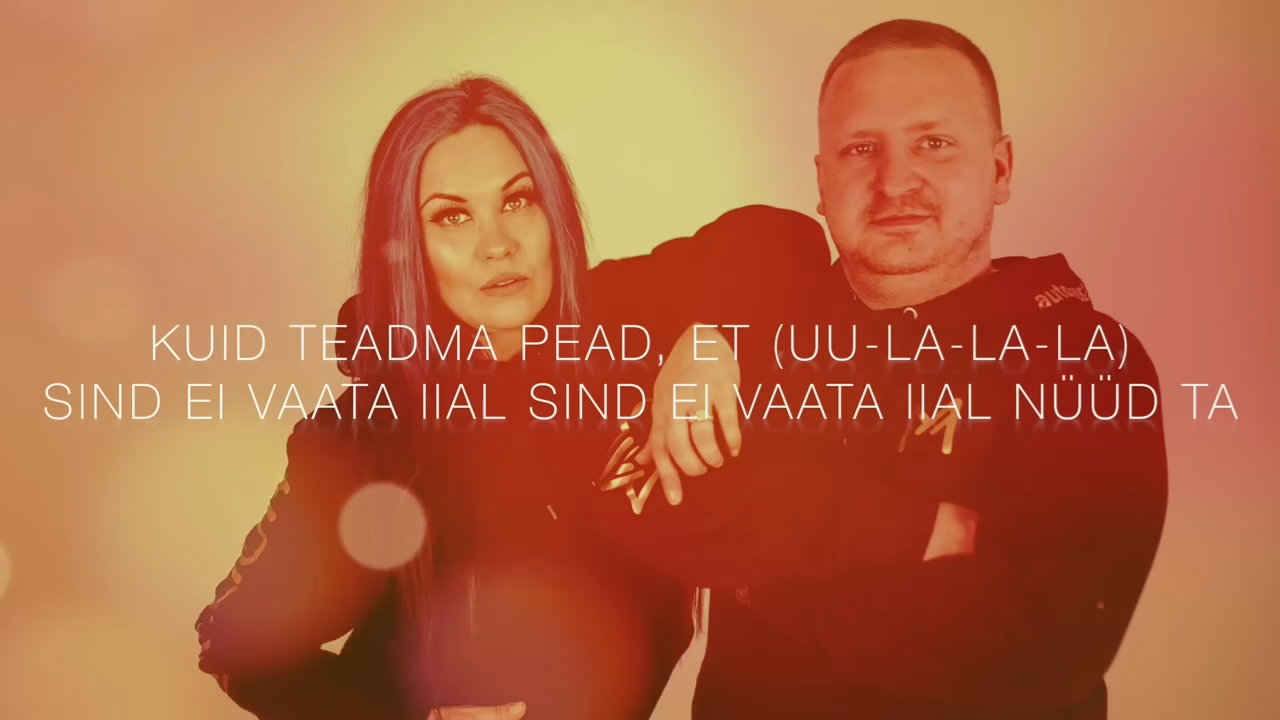 KUID TEADMA PEAD, ET (UU-LA-LA-LA)
SIND EI VAATA IIAL SIND EI VAATA IIAL NÜÜD TA